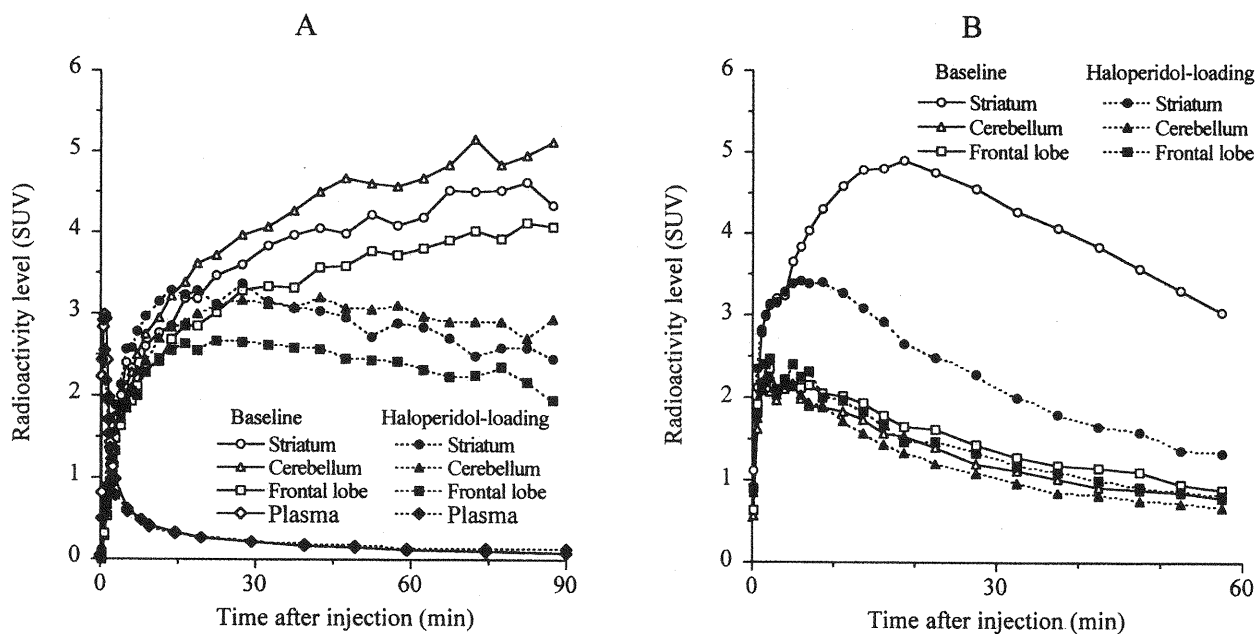 A
Radioactivity level (SUV)
6
5
4
3
2
1
0
Baseline Haloperidol-loading
Striatum Striatum
Cerebellum Cerebellum
Frontal lobe Frontal lobe
Plasma Plasma
0 30 60 90
Time after injection (min)
B
Radioactivity level (SUV)
6
5
4
3
2
1
0
Baseline Haloperidol-loading
Striatum Striatum
Cerebellum Cerebellum
Frontal lobe Frontal lobe
0 30 60
Time after injection (min)